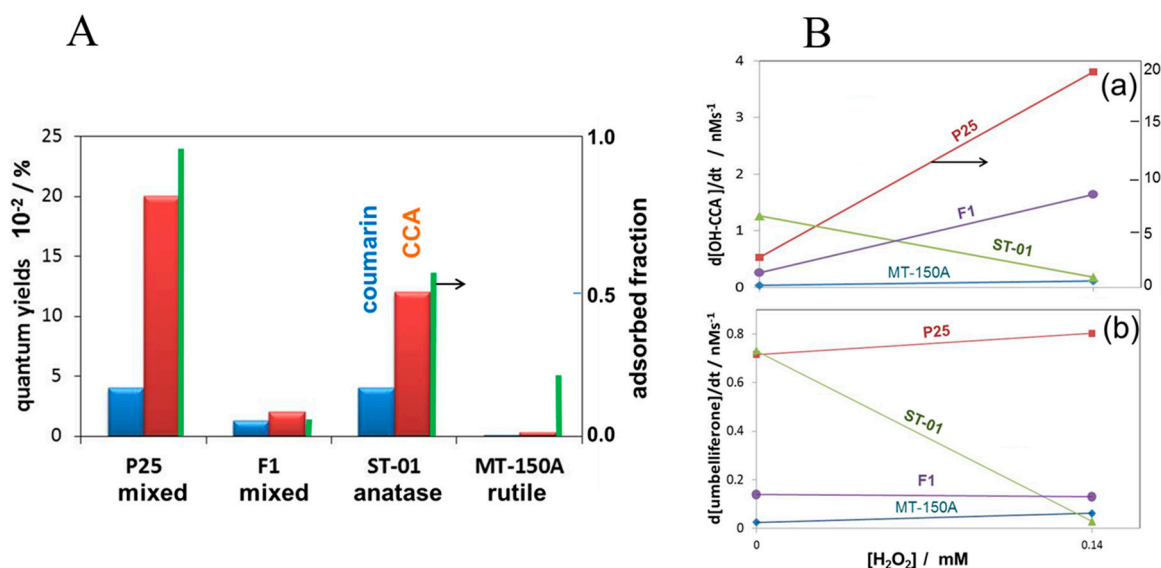 A
25
20
15
10
5
0
quantum yields 10⁻² / %
coumarin
CCA
1.0
0.5
0.0
adsorbed fraction
P25
mixed
F1
mixed
ST-01
anatase
MT-150A
rutile
B
(a)
4
3
2
1
0
d[OH-CCA]/dt / nMs⁻¹
20
15
10
5
0
P25
F1
ST-01
MT-150A
(b)
0.8
0.6
0.4
0.2
0
d[umbelliferone]/dt / nMs⁻¹
P25
ST-01
F1
MT-150A
0
0.14
[H₂O₂] / mM